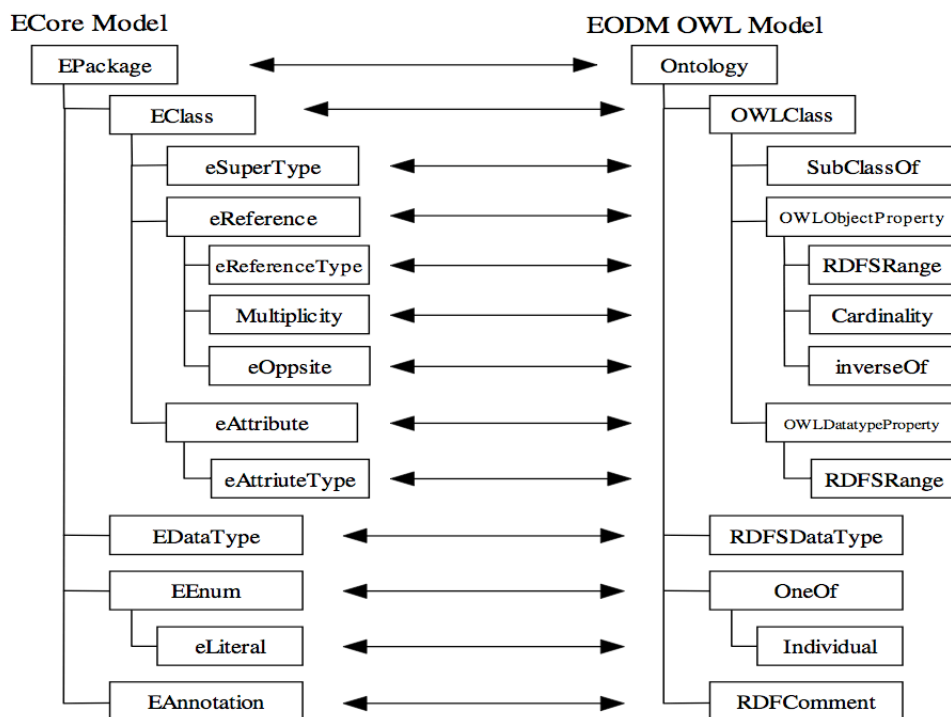 ECore Model
EODM OWL Model
EPackage
Ontology
EClass
OWLClass
eSuperType
SubClassOf
eReference
OWLObjectProperty
eReferenceType
RDFSRange
Multiplicity
Cardinality
eOppsite
inverseOf
eAttribute
OWLDatatypeProperty
eAttriuteType
RDFSRange
EDataType
RDFSDataType
EEnum
OneOf
eLiteral
Individual
EAnnotation
RDFComment